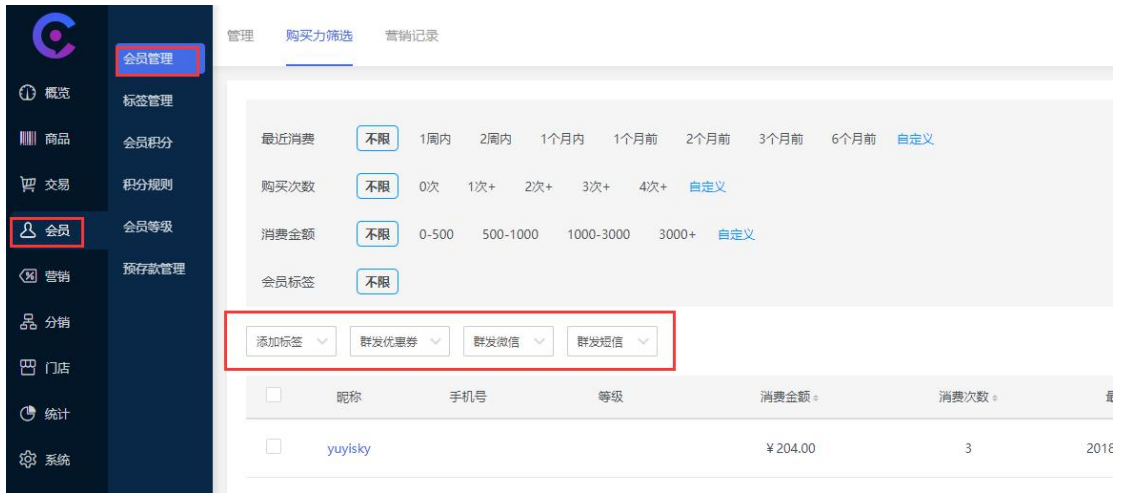 管理 购买力筛选 营销记录
会员管理
概览
标签管理
商品
会员积分
交易
积分规则
会员
会员等级
营销
预存款管理
分销
门店
统计
系统
最近消费 不限 1周内 2周内 1个月内 1个月前 2个月前 3个月前 6个月前 自定义
购买次数 不限 0次 1次+ 2次+ 3次+ 4次+ 自定义
消费金额 不限 0-500 500-1000 1000-3000 3000+ 自定义
会员标签 不限
添加标签 群发优惠券 群发微信 群发短信
昵称 手机号 等级 消费金额 消费次数
yuyisky ¥204.00 3 2018